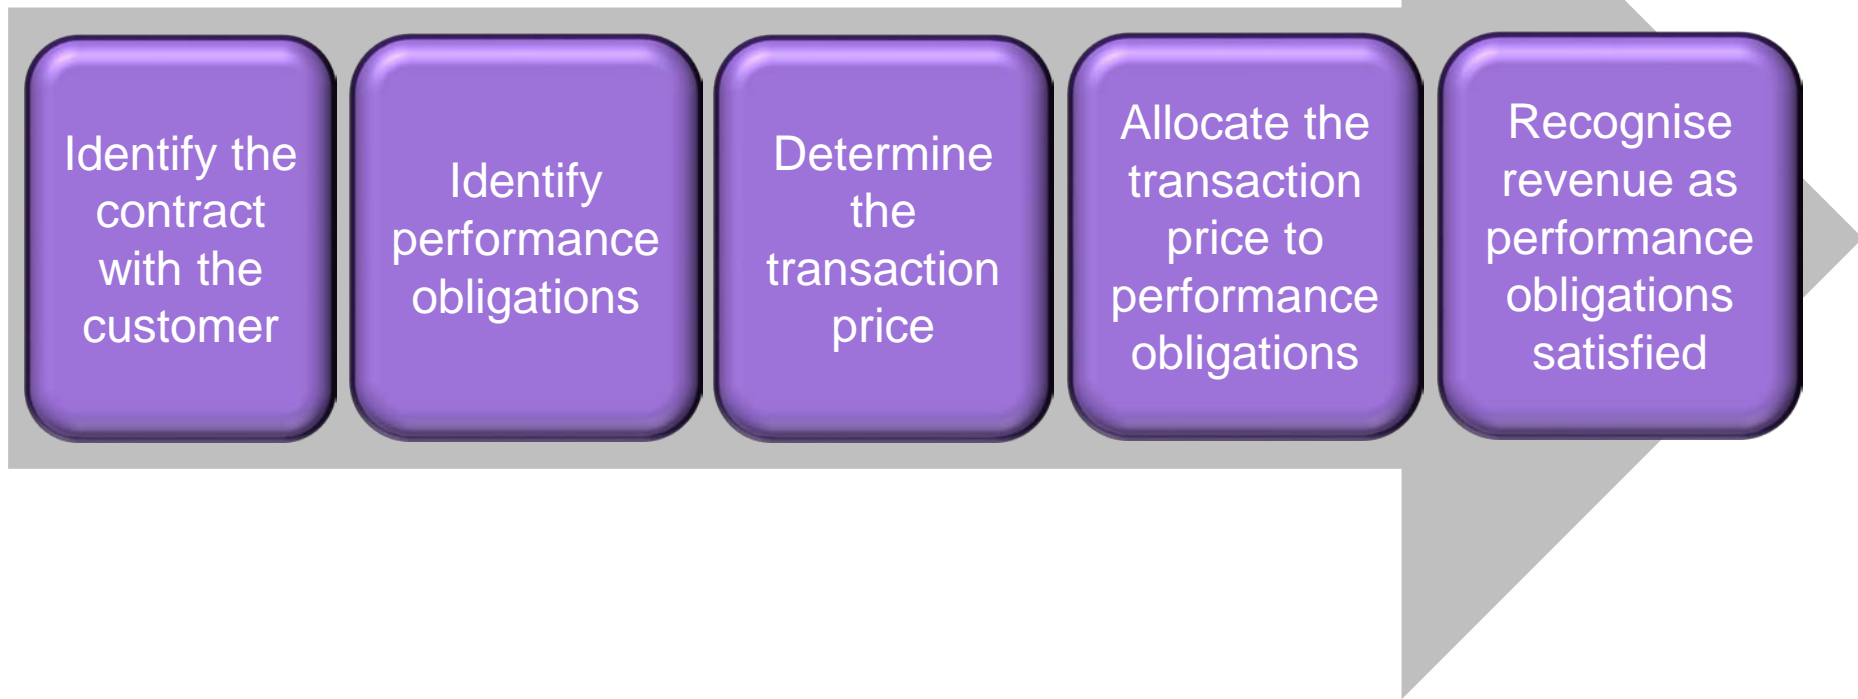 Identify the
contract
with the
customer
Identify
performance
obligations
Determine
the
transaction
price
Allocate the
transaction
price to
performance
obligations
Recognise
revenue as
performance
obligations
satisfied